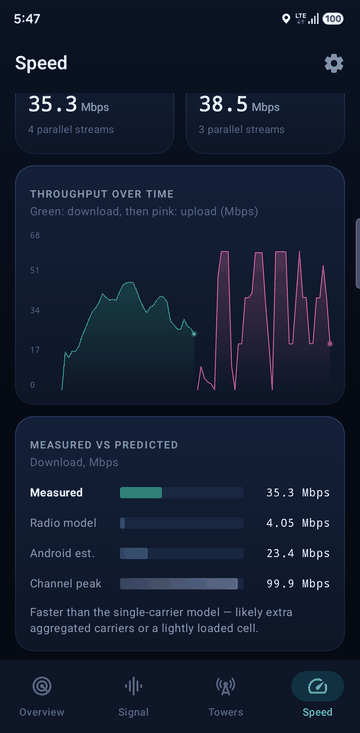 5:47
LTE
100
Speed
35.3 Mbps
38.5 Mbps
4 parallel streams
3 parallel streams
THROUGHPUT OVER TIME
Green: download, then pink: upload (Mbps)
68
51
34
17
0
MEASURED VS PREDICTED
Download, Mbps
Measured 35.3 Mbps
Radio model 4.05 Mbps
Android est. 23.4 Mbps
Channel peak 99.9 Mbps
Faster than the single-carrier model — likely extra
aggregated carriers or a lightly loaded cell.
Overview
Signal
Towers
Speed